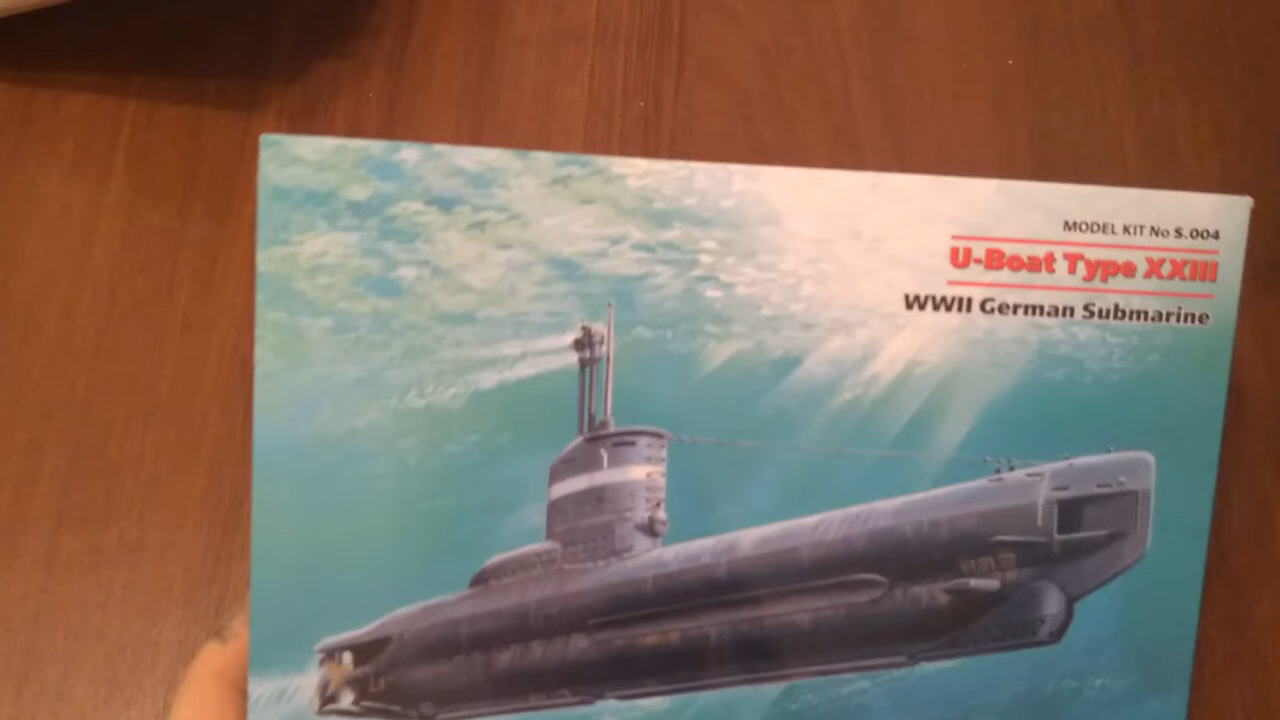 MODEL KIT No S.004
U-Boat Type XXIII
WWII German Submarine